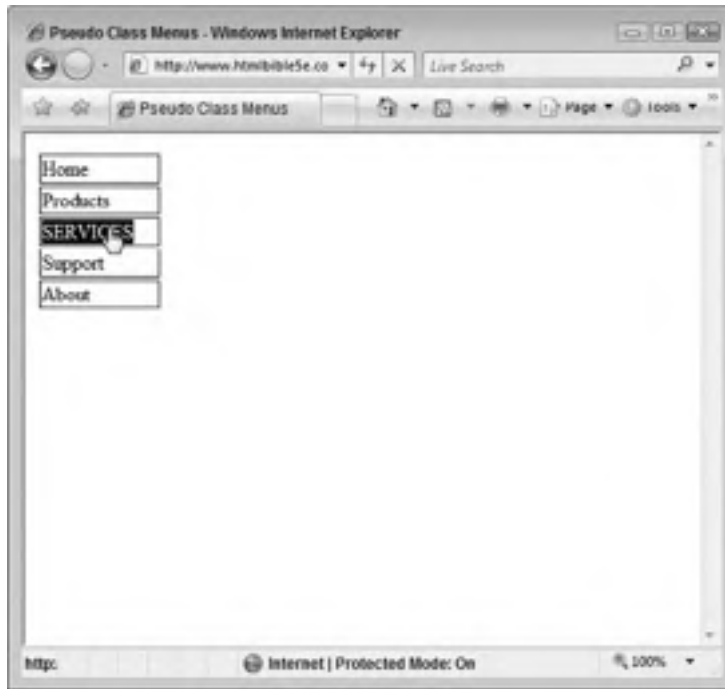 Pseudo Class Menus - Windows Internet Explorer
http://www.htmlbible5e.co
Live Search
Pseudo Class Menus
Page
Tools
Home
Products
SERVICES
Support
About
http:
Internet | Protected Mode: On
100%